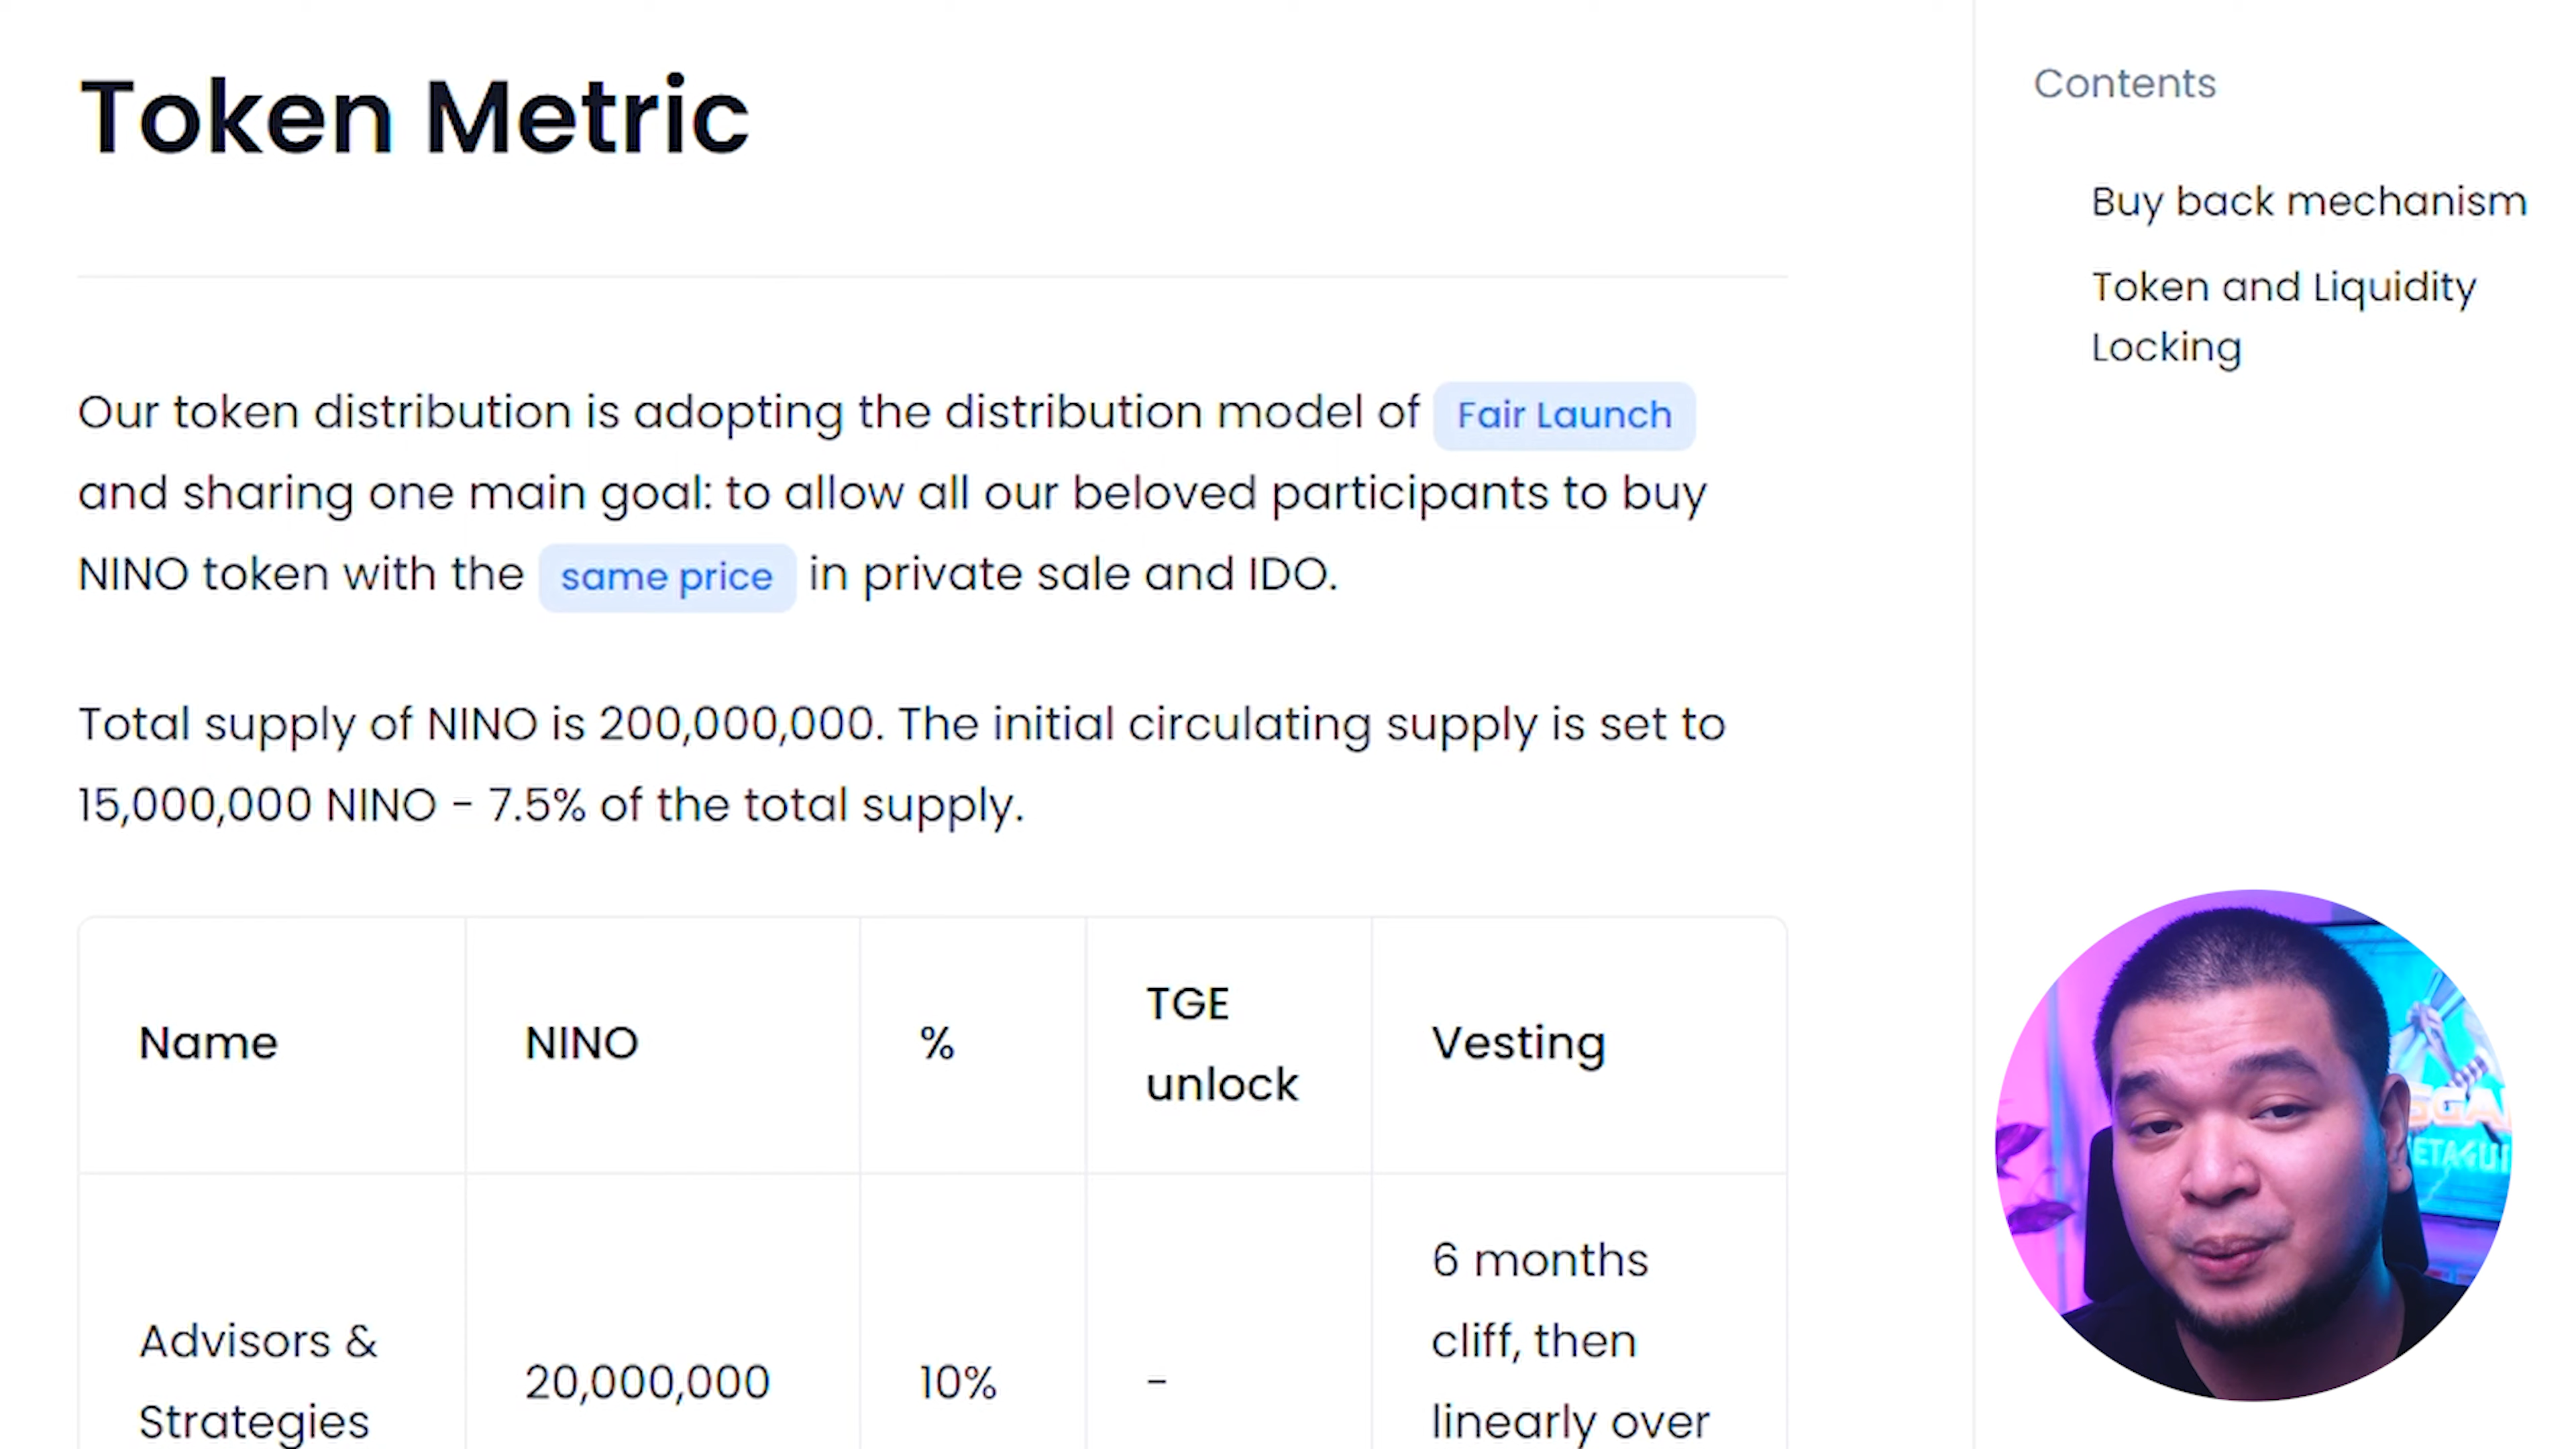 Token Metric
Our token distribution is adopting the distribution model of Fair Launch
and sharing one main goal: to allow all our beloved participants to buy
NINO token with the same price in private sale and IDO.
Total supply of NINO is 200,000,000. The initial circulating supply is set to
15,000,000 NINO - 7.5% of the total supply.
Name NINO % TGE unlock Vesting
Advisors & Strategies 20,000,000 10% - 6 months cliff, then linearly over
Contents
Buy back mechanism
Token and Liquidity
Locking